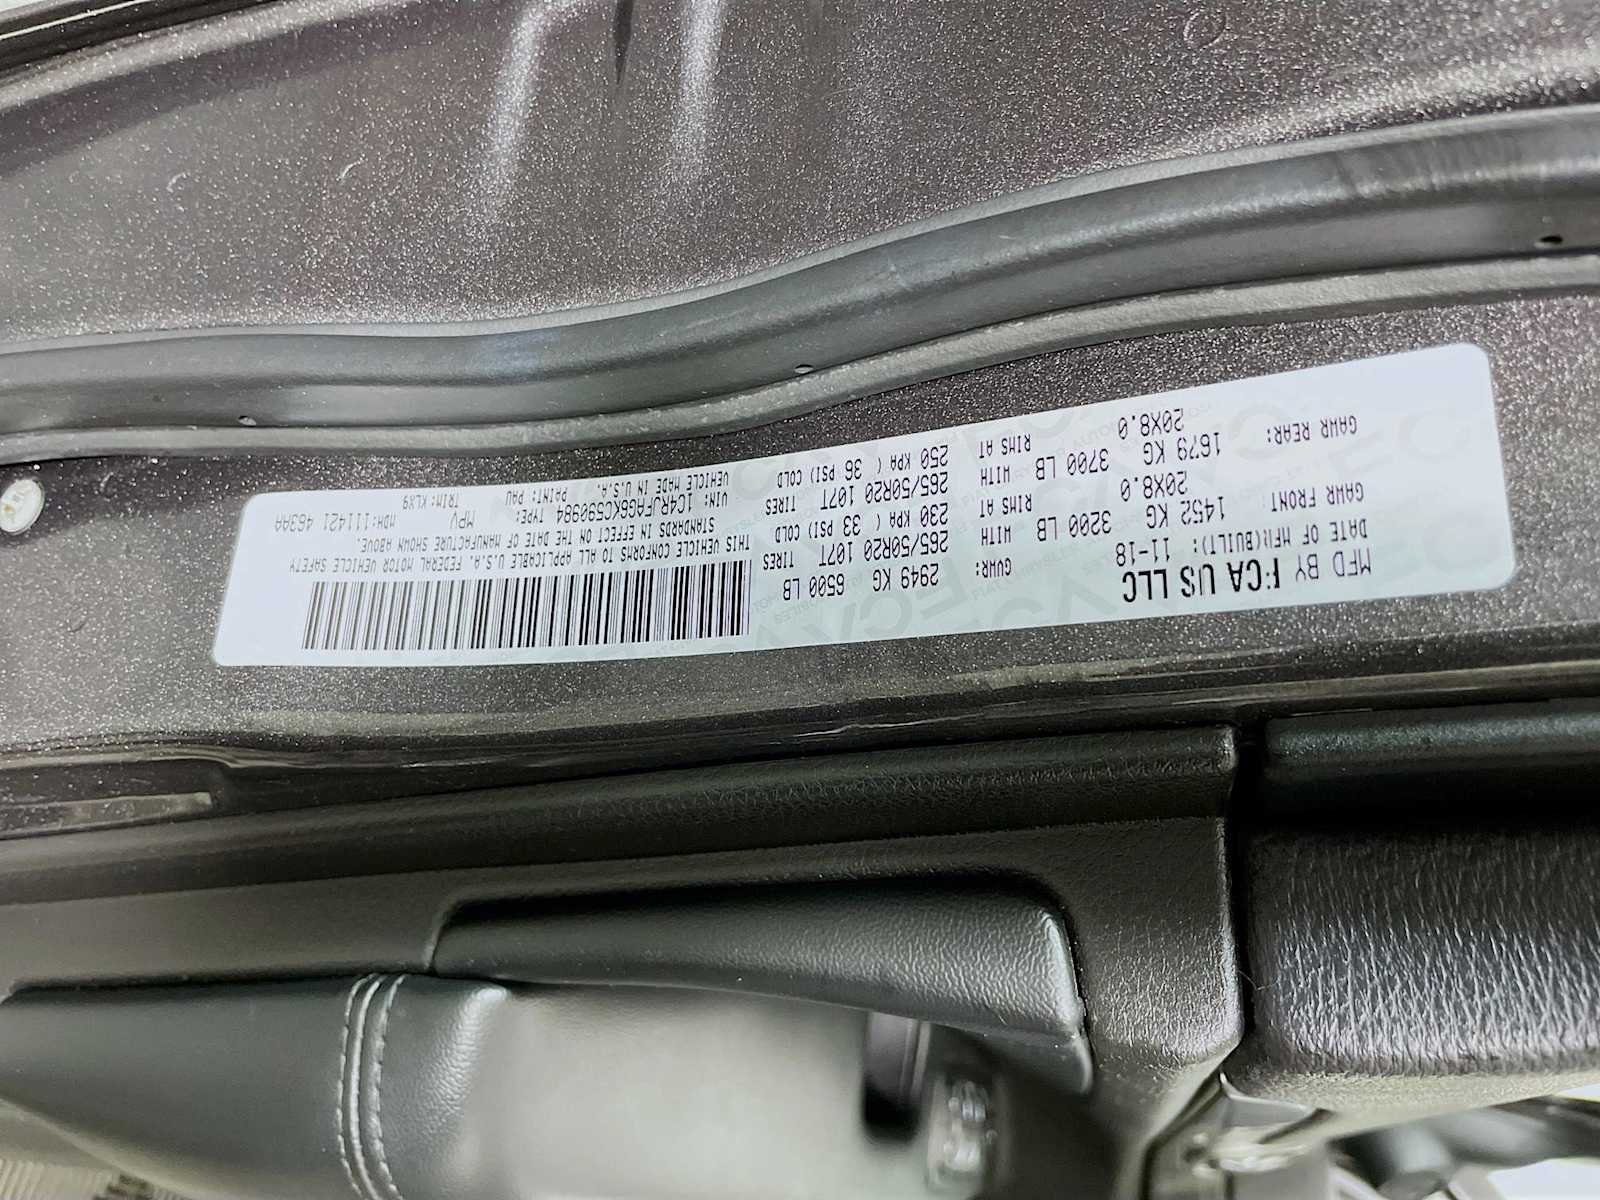 MFD BY FCA US LLC
DATE OF MFR(BUILT): 11-18 GVWR: 2949 KG 6500 LB
GAWR FRONT: 1452 KG 3200 LB WITH TIRES 265/50R20 107T
20X8.0 RIMS AT 230 KPA ( 33 PSI) COLD
GAWR REAR: 1679 KG 3700 LB WITH TIRES 265/50R20 107T
20X8.0 RIMS AT 250 KPA ( 36 PSI) COLD
THIS VEHICLE CONFORMS TO ALL APPLICABLE U.S.A. FEDERAL MOTOR VEHICLE SAFETY
STANDARDS IN EFFECT ON THE DATE OF MANUFACTURE SHOWN ABOVE.
VIN: 1C4RJFAG6KC590984 TYPE: MPV MDH:111421 463AA
VEHICLE MADE IN U.S.A. PAINT: PAU TRIM:KLX9